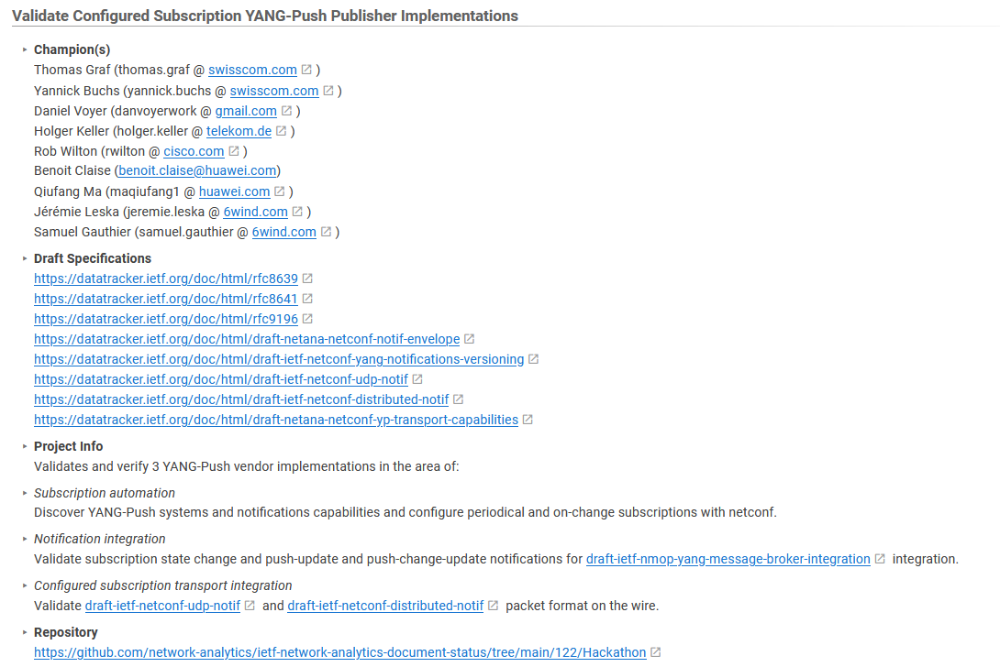 Validate Configured Subscription YANG-Push Publisher Implementations
Champion(s)
Thomas Graf (thomas.graf @ swisscom.com )
Yannick Buchs (yannick.buchs @ swisscom.com )
Daniel Voyer (danvoyerwork @ gmail.com )
Holger Keller (holger.keller @ telekom.de )
Rob Wilton (rwilton @ cisco.com )
Benoit Claise (benoit.claise@huawei.com)
Qiufang Ma (maqiufang1 @ huawei.com )
Jérémie Leska (jeremie.leska @ 6wind.com )
Samuel Gauthier (samuel.gauthier @ 6wind.com )
Draft Specifications
https://datatracker.ietf.org/doc/html/rfc8639
https://datatracker.ietf.org/doc/html/rfc8641
https://datatracker.ietf.org/doc/html/rfc9196
https://datatracker.ietf.org/doc/html/draft-netana-netconf-notif-envelope
https://datatracker.ietf.org/doc/html/draft-ietf-netconf-yang-notifications-versioning
https://datatracker.ietf.org/doc/html/draft-ietf-netconf-udp-notif
https://datatracker.ietf.org/doc/html/draft-ietf-netconf-distributed-notif
https://datatracker.ietf.org/doc/html/draft-netana-netconf-yp-transport-capabilities
Project Info
Validates and verify 3 YANG-Push vendor implementations in the area of:
Subscription automation
Discover YANG-Push systems and notifications capabilities and configure periodical and on-change subscriptions with netconf.
Notification integration
Validate subscription state change and push-update and push-change-update notifications for draft-ietf-nmop-yang-message-broker-integration integration.
Configured subscription transport integration
Validate draft-ietf-netconf-udp-notif and draft-ietf-netconf-distributed-notif packet format on the wire.
Repository
https://github.com/network-analytics/ietf-network-analytics-document-status/tree/main/122/Hackathon